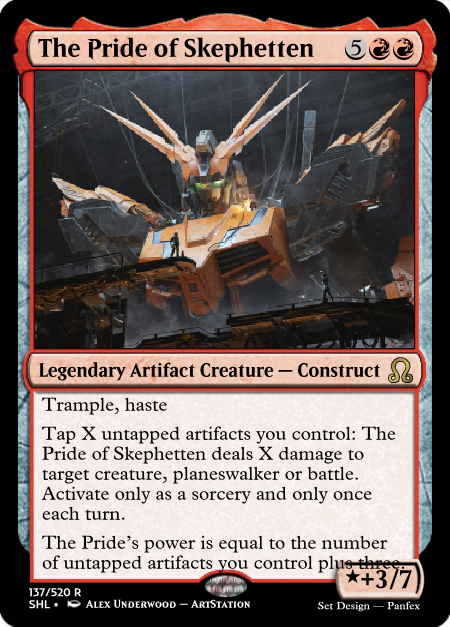 The Pride of Skephetten 5
Legendary Artifact Creature — Construct
Trample, haste
Tap X untapped artifacts you control: The
Pride of Skephetten deals X damage to
target creature, planeswalker or battle.
Activate only as a sorcery and only once
each turn.
The Pride's power is equal to the number
of untapped artifacts you control plus three.
★+3/7
137/520 R
SHL • Alex Underwood — ArtStation
Set Design — Panfex